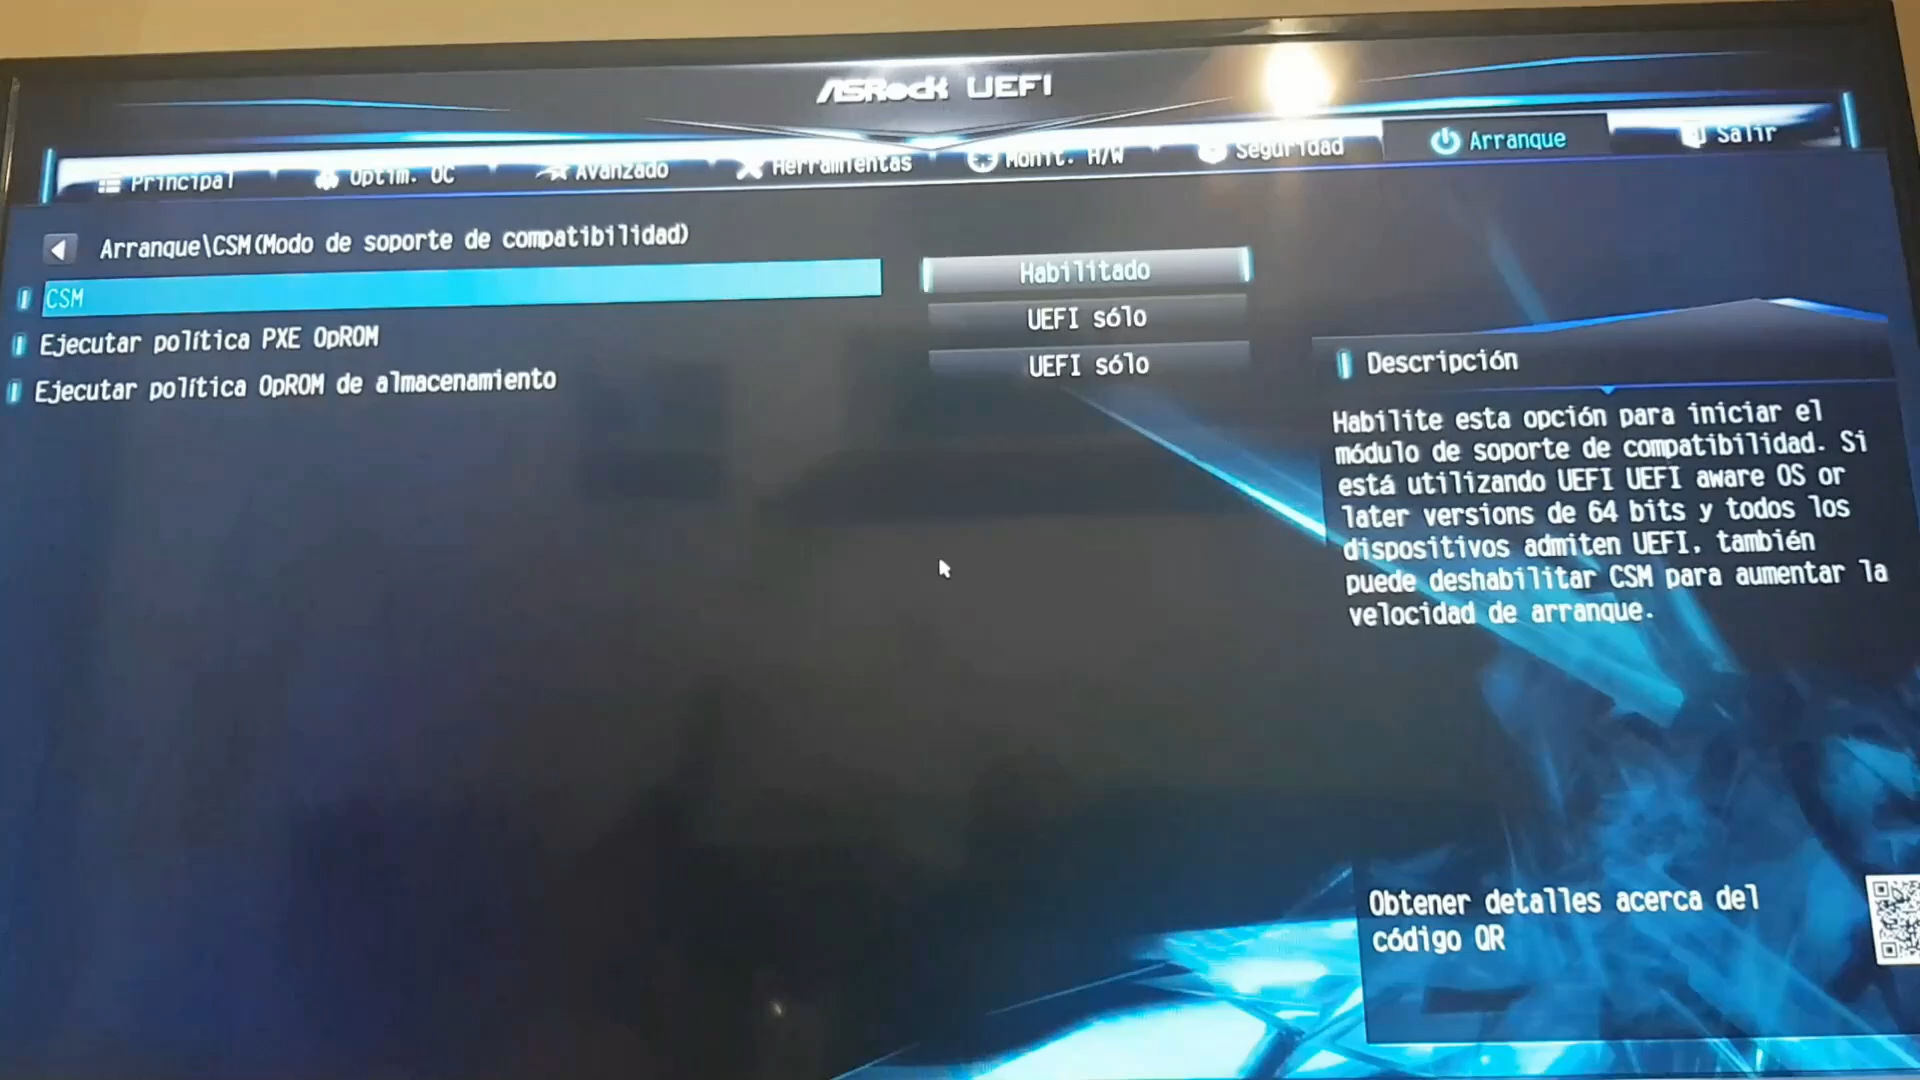 ASRock UEFI
Principal
Optim. OC
Avanzado
Herramientas
Monit. H/W
Seguridad
Arranque
Salir
Arranque\CSM(Modo de soporte de compatibilidad)
CSM
Habilitado
Ejecutar política PXE OpROM
UEFI sólo
Ejecutar política OpROM de almacenamiento
UEFI sólo
Descripción
Habilite esta opción para iniciar el
módulo de soporte de compatibilidad. Si
está utilizando UEFI UEFI aware OS or
later versions de 64 bits y todos los
dispositivos admiten UEFI, también
puede deshabilitar CSM para aumentar la
velocidad de arranque.
Obtener detalles acerca del
código QR